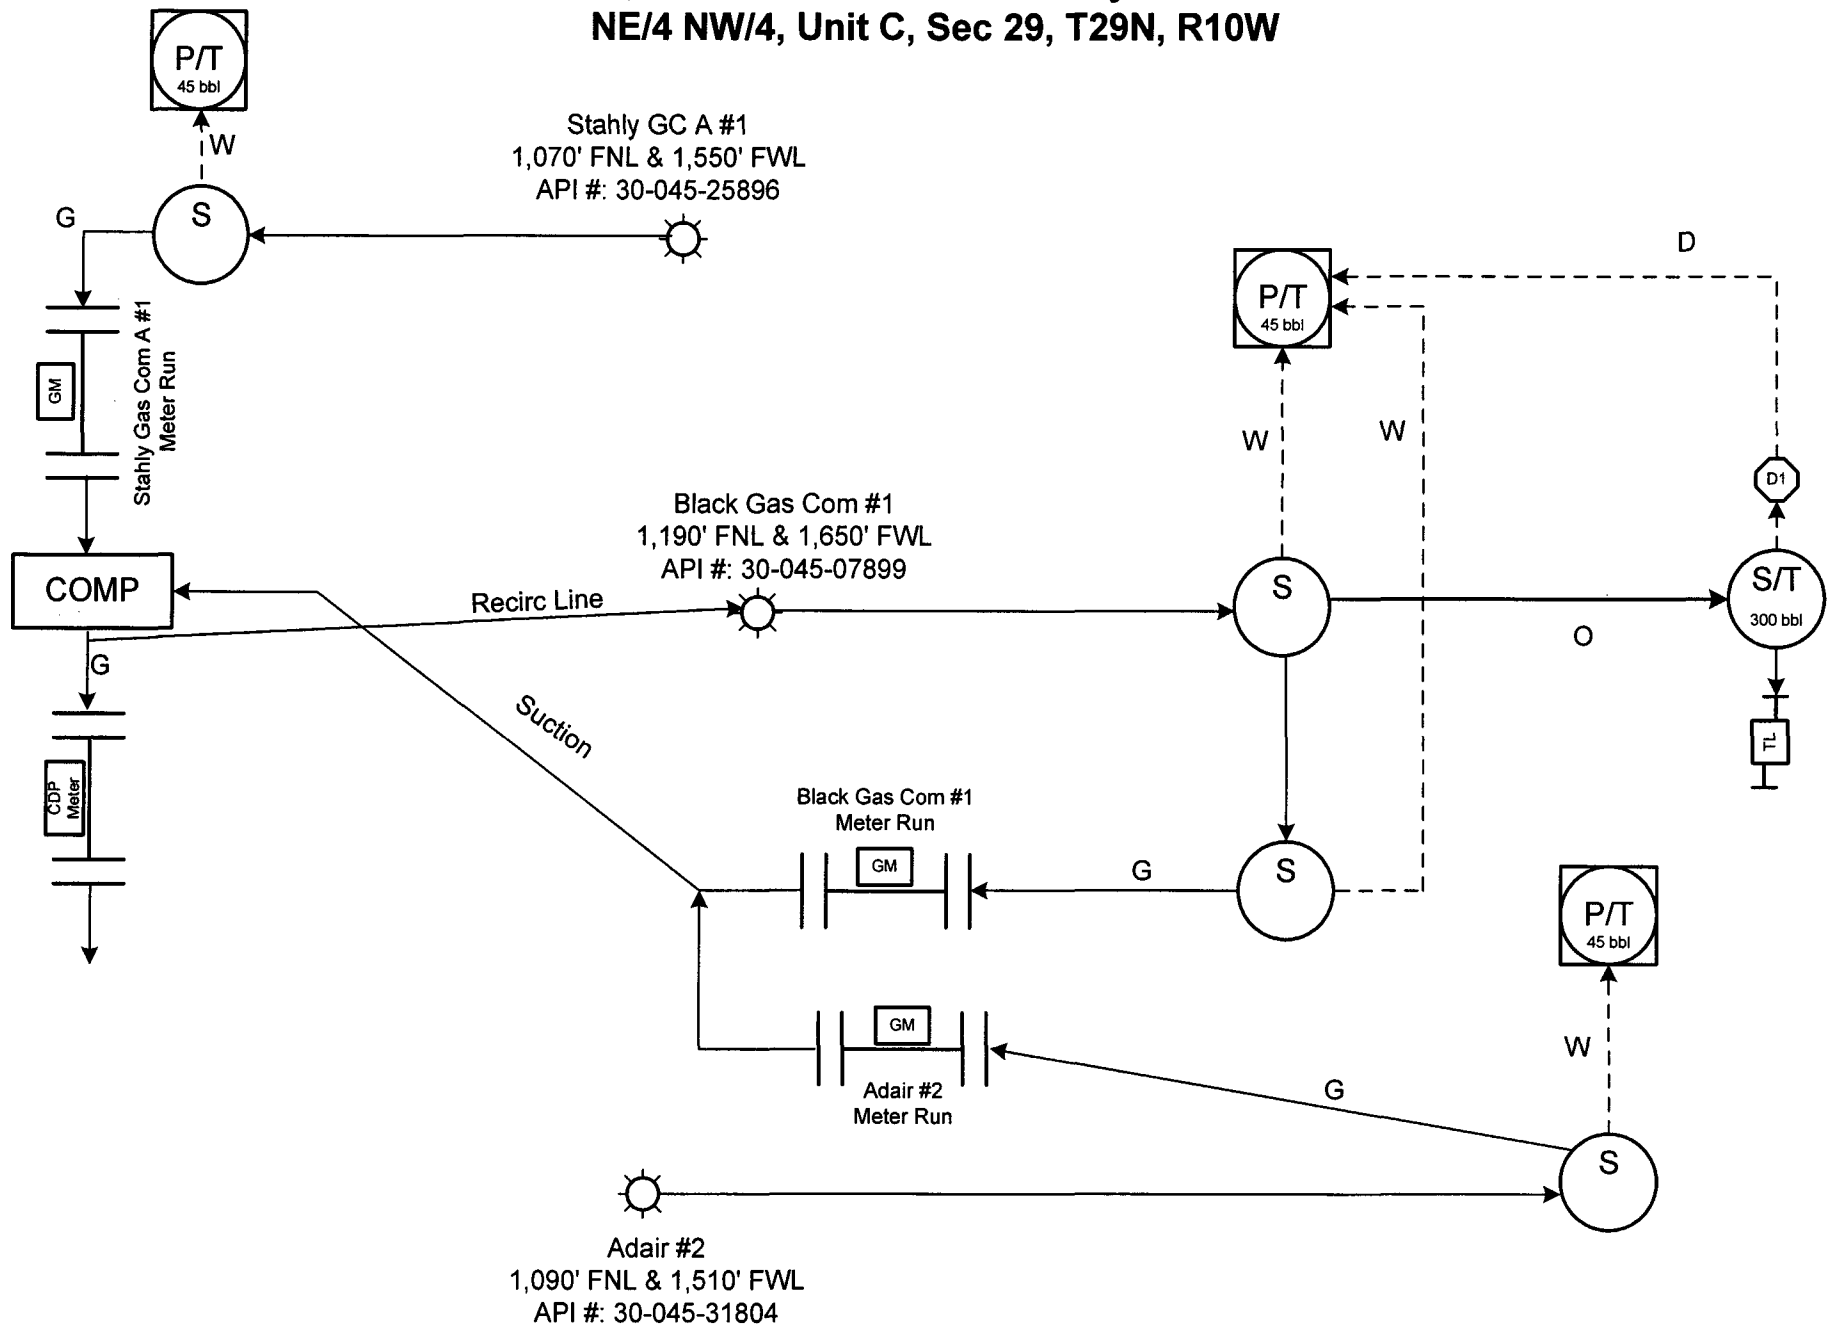 NE/4 NW/4, Unit C, Sec 29, T29N, R10W
P/T
45 bbl
W
Stahly GC A #1
1,070' FNL & 1,550' FWL
API #: 30-045-25896
G
S
D
P/T
45 bbl
GM
Stahly Gas Com A #1
Meter Run
W
W
D1
Black Gas Com #1
1,190' FNL & 1,650' FWL
API #: 30-045-07899
COMP
Recirc Line
S
S/T
300 bbl
O
G
Suction
TL
CDP
Meter
Black Gas Com #1
Meter Run
GM
G
S
P/T
45 bbl
GM
W
Adair #2
Meter Run
G
S
Adair #2
1,090' FNL & 1,510' FWL
API #: 30-045-31804